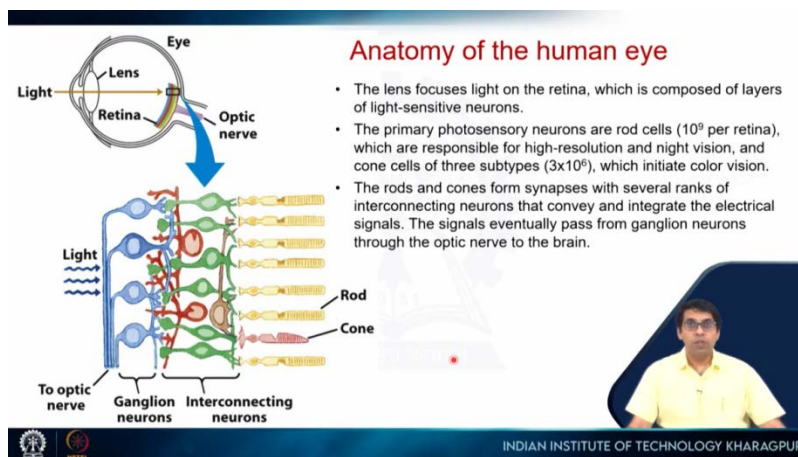 Anatomy of the human eye
Eye
Lens
Light
Retina
Optic
nerve
• The lens focuses light on the retina, which is composed of layers
of light-sensitive neurons.
• The primary photosensory neurons are rod cells (10⁹ per retina),
which are responsible for high-resolution and night vision, and
cone cells of three subtypes (3x10⁶), which initiate color vision.
• The rods and cones form synapses with several ranks of
interconnecting neurons that convey and integrate the electrical
signals. The signals eventually pass from ganglion neurons
through the optic nerve to the brain.
Light
Rod
Cone
To optic
nerve
Ganglion
neurons
Interconnecting
neurons
INDIAN INSTITUTE OF TECHNOLOGY KHARAGPUR